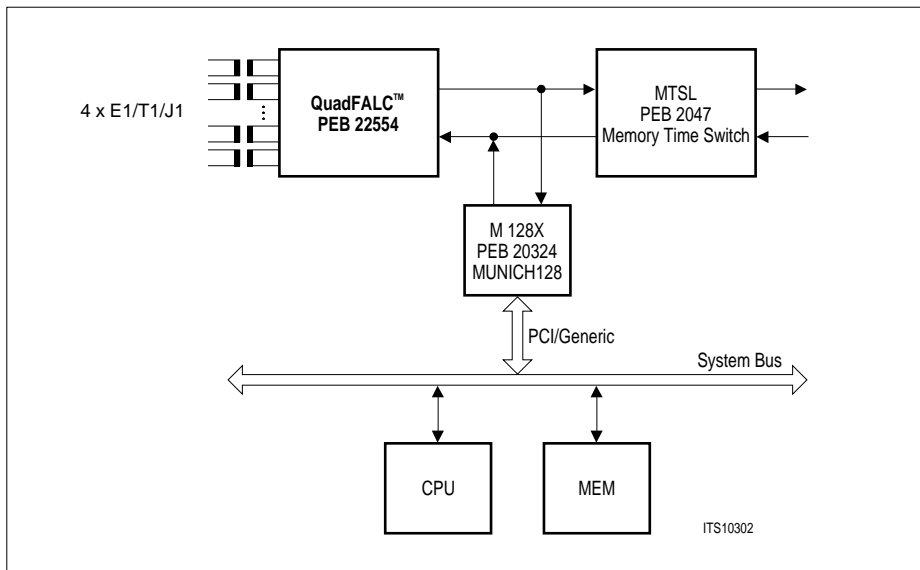 4 x E1/T1/J1
QuadFALC™
PEB 22554
MTSL
PEB 2047
Memory Time Switch
M 128X
PEB 20324
MUNICH128
PCI/Generic
System Bus
CPU
MEM
ITS10302